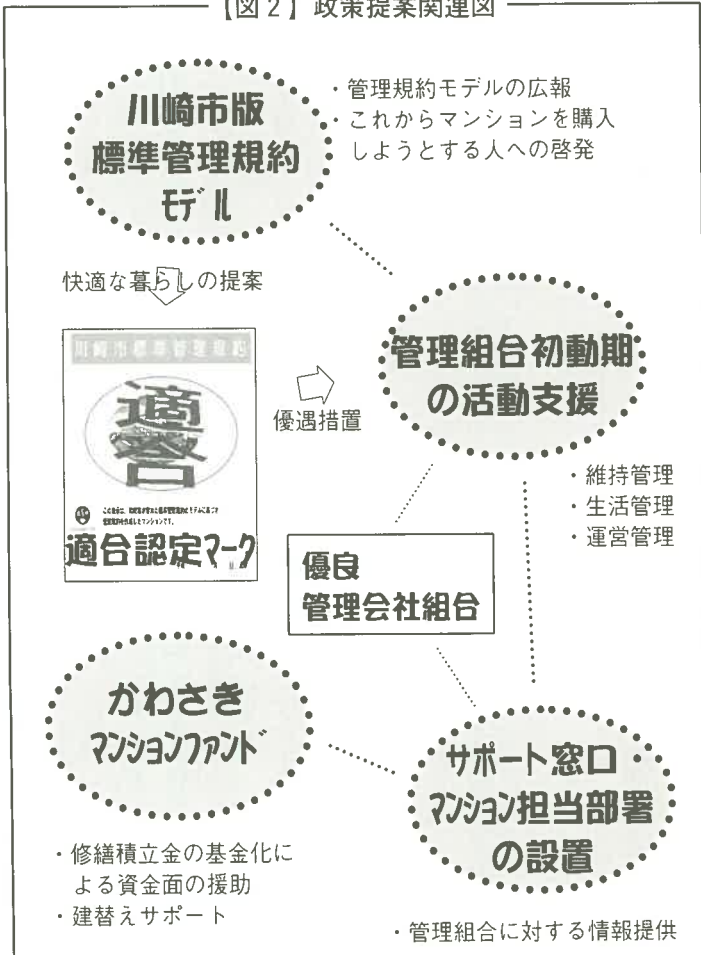 【図2】政策提案関連図
川崎市版
標準管理規約
モデル
・管理規約モデルの広報
・これからマンションを購入
しようとする人への啓発
快適な暮らしの提案
川崎市標準管理規約
適合
適合認定マーク
優遇措置
管理組合初動期
の活動支援
・維持管理
・生活管理
・運営管理
優良
管理会社組合
かわさき
マンションファンド
・修繕積立金の基金化に
よる資金面の援助
・建替えサポート
サポート窓口
マンション担当部署
の設置
・管理組合に対する情報提供